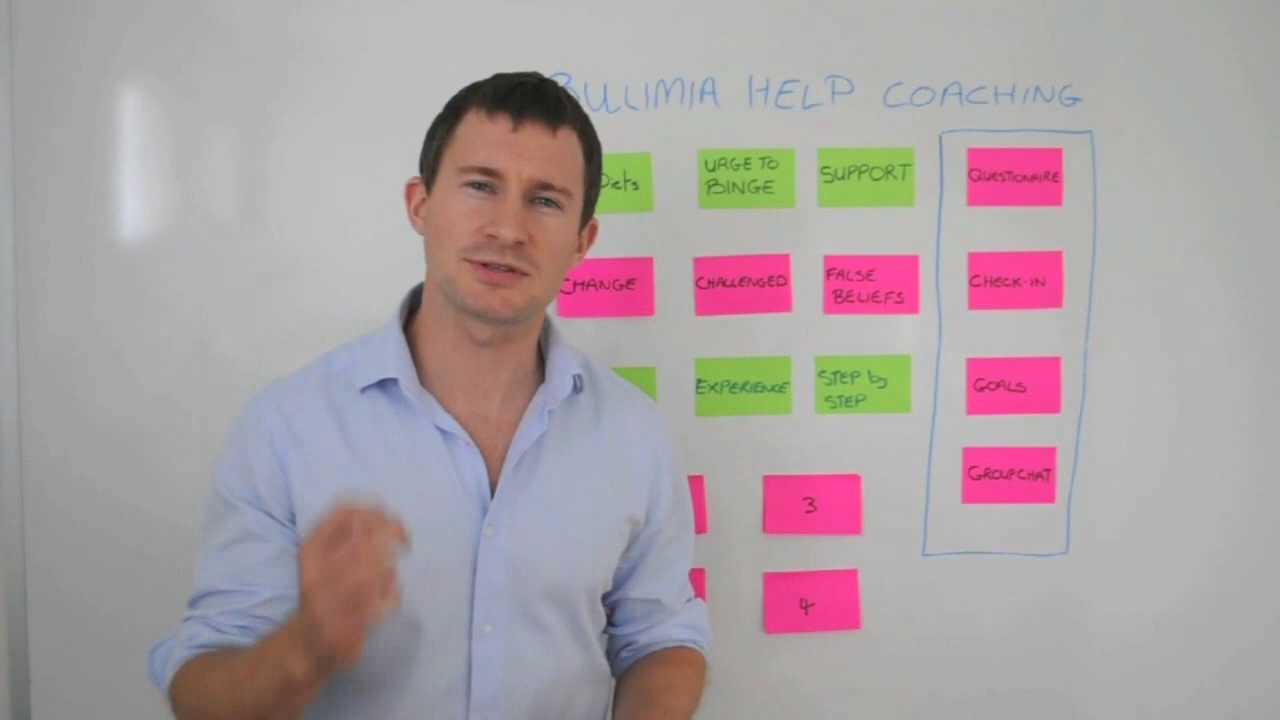 BULIMIA HELP COACHING
Diets
URGE TO
BINGE
SUPPORT
QUESTIONAIRE
CHANGE
CHALLENGED
FALSE
BELIEFS
CHECK-IN
EXPERIENCE
STEP by
STEP
GOALS
GROUPCHAT
3
4